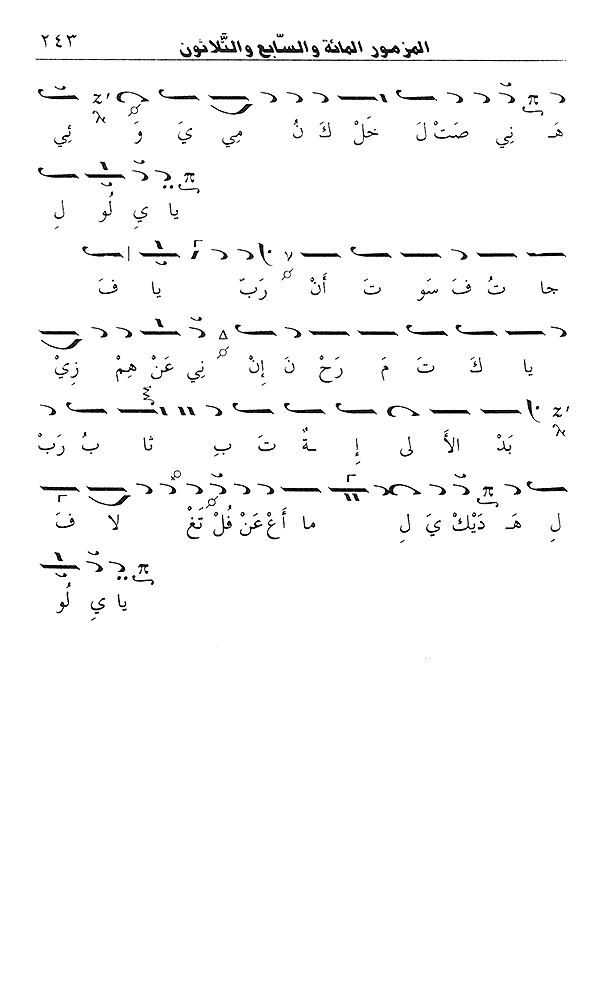 المزمور المائة والسّابع والثّلاثون ٢٤٣
هَـ نِي صَتْ لَ خَلْ كَ نُ مِي يَ وَ ئِي
يا يِ لُو لِ
جا تُ فَ سَو تَ أَنْ رَبّ يا فَ
يا كَ تَ مَ رَحْ نَ إِنْ نِي عَنْ هِمْ زِيْ
بَدْ الأَ لى إِ ـةٌ تَ بِ ثا بُ رَبْ
لِ هَـ دَيْكْ يَ لِ ما أَعْ عَنْ فُلْ تَغْ لا فَ
يا يِ لُو